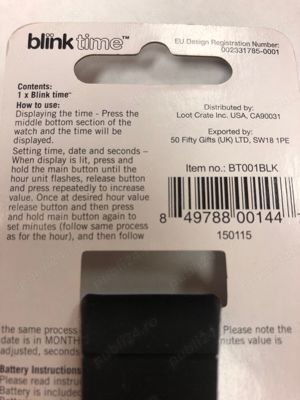 blink time™
EU Design Registration Number:
002331785-0001
Contents:
1 x Blink time™
How to use:
Displaying the time - Press the
middle bottom section of the
watch and the time will be
displayed.
Setting time, date and seconds –
When display is lit, press and
hold the main button until the
hour unit flashes, release button
and press repeatedly to increase
value. Once at desired hour value
release button and then press
and hold main button again to
set minutes (follow same process
as for hour), and then follow
Distributed by:
Loot Crate Inc. USA, CA90031
Exported by:
50 Fifty Gifts (UK) LTD, SW18 1PE
Item no.: BT001BLK
8 49788 00144
150115
the same process
Please note the
date is in MONTH
nutes value is
adjusted, seconds
Battery Instructions
Please read instru
Battery is include
Battery